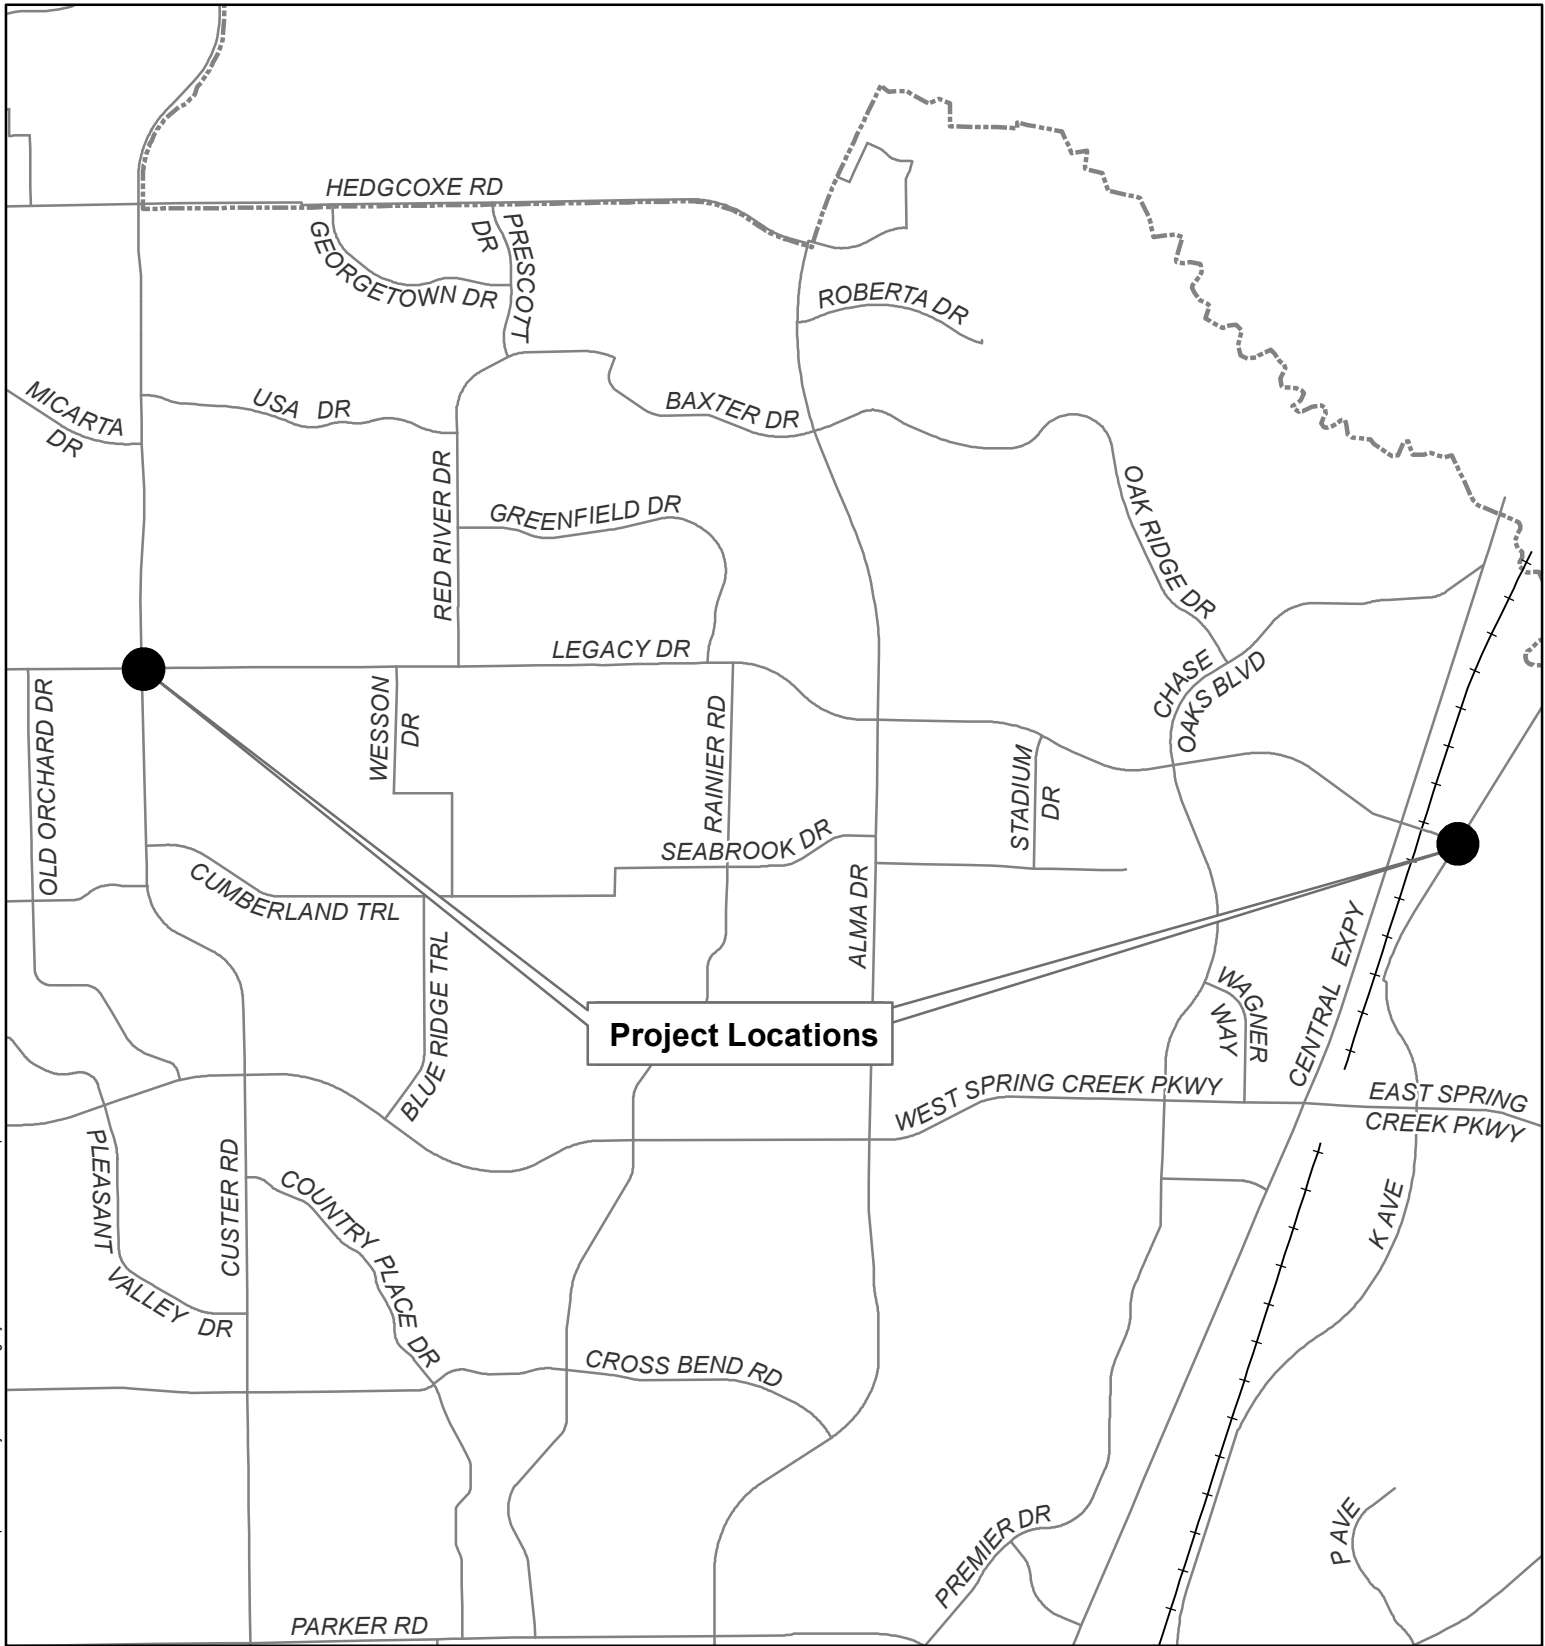 HEDGCOXE RD
GEORGETOWN DR
PRESCOTT
DR
ROBERTA DR
MICARTA
DR
USA DR
BAXTER DR
RED RIVER DR
GREENFIELD DR
OAK RIDGE DR
LEGACY DR
CHASE
OAKS BLVD
OLD ORCHARD DR
WESSON
DR
RAINIER RD
STADIUM
DR
SEABROOK DR
CUMBERLAND TRL
ALMA DR
BLUE RIDGE TRL
CENTRAL EXPY
WAGNER
WAY
Project Locations
WEST SPRING CREEK PKWY
EAST SPRING
CREEK PKWY
PLEASANT
VALLEY DR
CUSTER RD
COUNTRY PLACE DR
K AVE
CROSS BEND RD
PREMIER DR
P AVE
PARKER RD